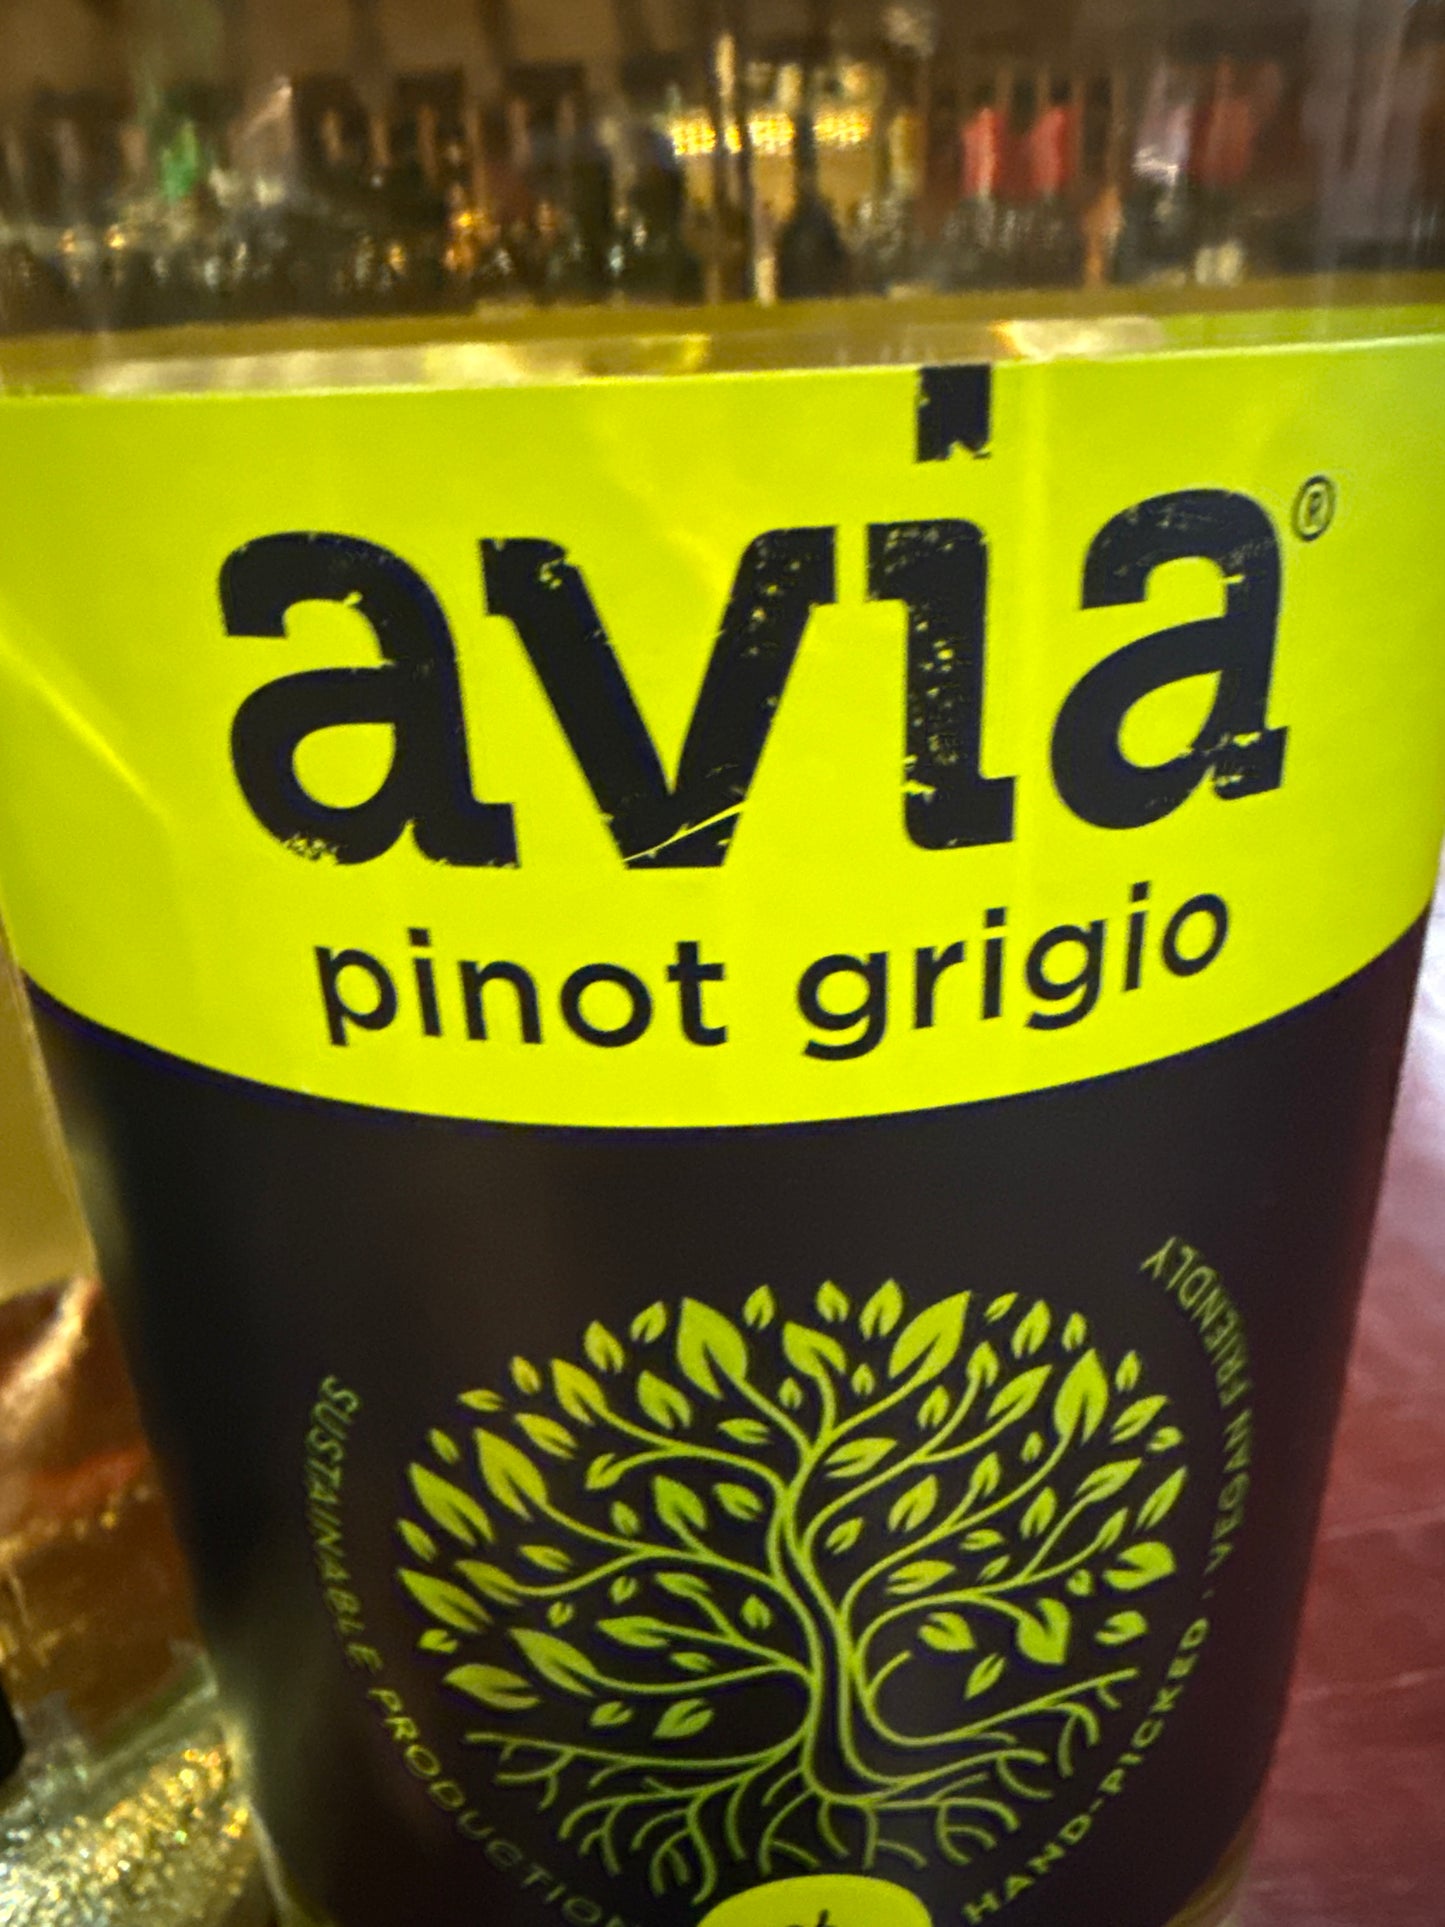 avia®
pinot grigio
SUSTAINABLE PRODUCTION
HAND-PICKED | VEGAN FRIENDLY